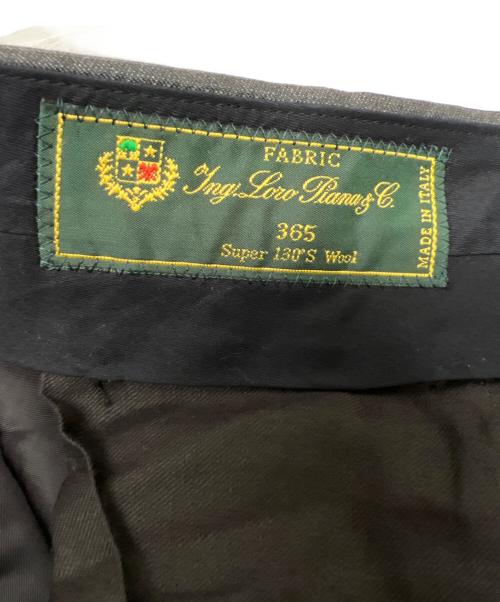 FABRIC
Ing. Loro Piana & C.
365
Super 130'S Wool
MADE IN ITALY